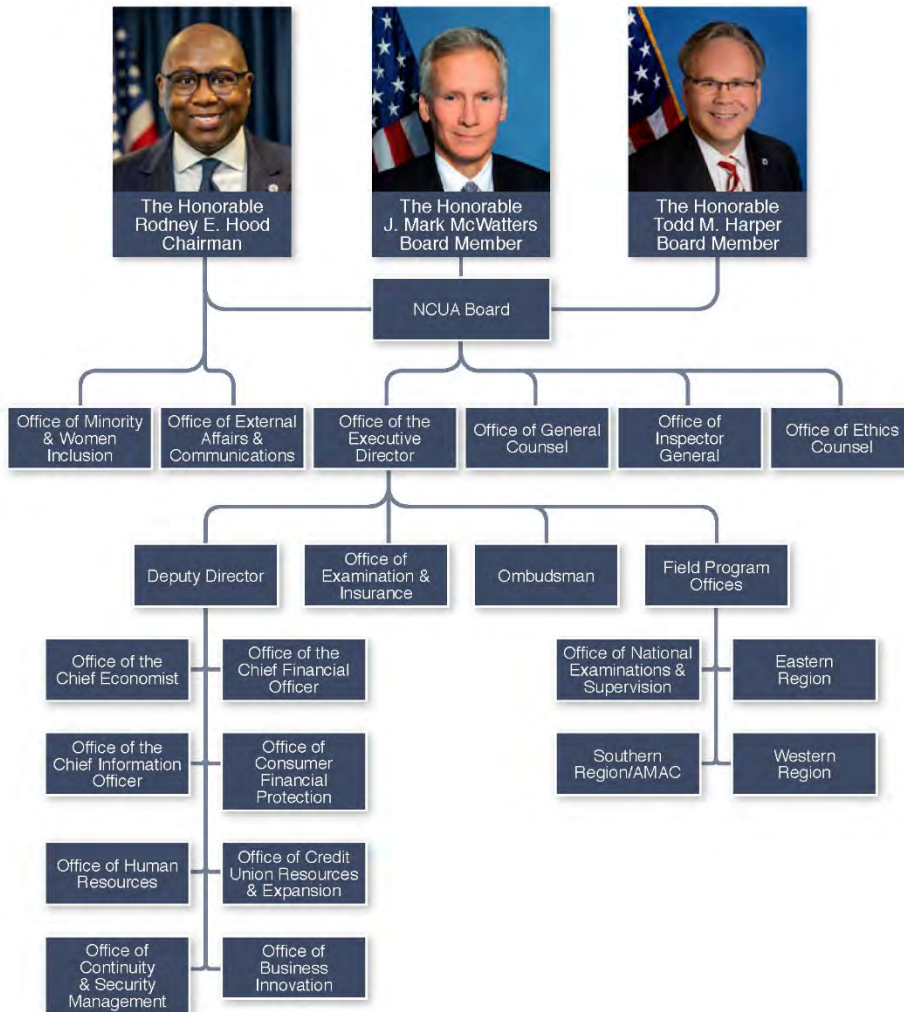 The Honorable
Rodney E. Hood
Chairman
The Honorable
J. Mark McWatters
Board Member
The Honorable
Todd M. Harper
Board Member
NCUA Board
Office of Minority
& Women
Inclusion
Office of External
Affairs &
Communications
Office of the
Executive
Director
Office of General
Counsel
Office of
Inspector
General
Office of Ethics
Counsel
Deputy Director
Office of
Examination &
Insurance
Ombudsman
Field Program
Offices
Office of the
Chief Economist
Office of the
Chief Financial
Officer
Office of National
Examinations &
Supervision
Eastern
Region
Office of the
Chief Information
Officer
Office of
Consumer
Financial
Protection
Southern
Region/AMAC
Western
Region
Office of Human
Resources
Office of Credit
Union Resources
& Expansion
Office of
Continuity
& Security
Management
Office of
Business
Innovation